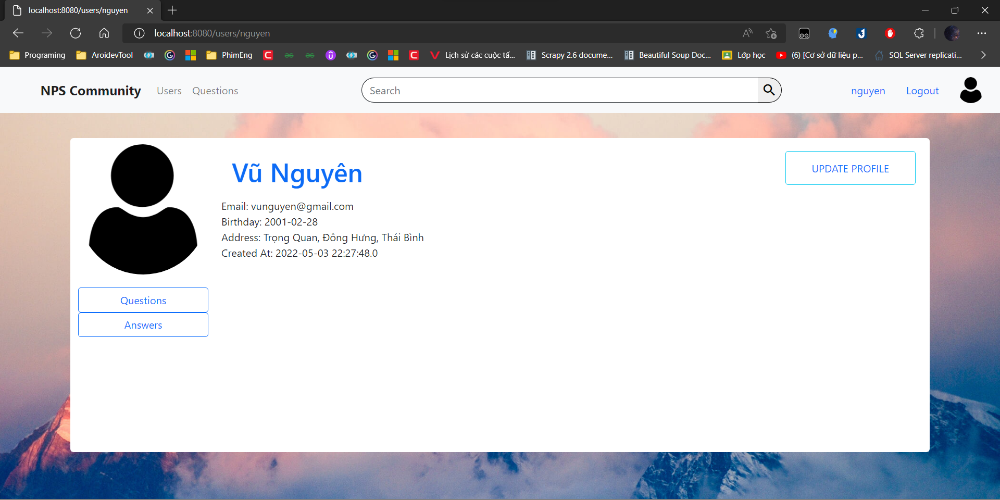 localhost:8080/users/nguyen
localhost:8080/users/nguyen
Programing AroidevTool PhimEng Lịch sử các cuộc tấ... Scrapy 2.6 docume... Beautiful Soup Doc... Lớp học (6) [Cơ sở dữ liệu p... SQL Server replicati...
NPS Community Users Questions Search nguyen Logout
Vũ Nguyên
UPDATE PROFILE
Email: vunguyen@gmail.com
Birthday: 2001-02-28
Address: Trọng Quan, Đông Hưng, Thái Bình
Created At: 2022-05-03 22:27:48.0
Questions
Answers